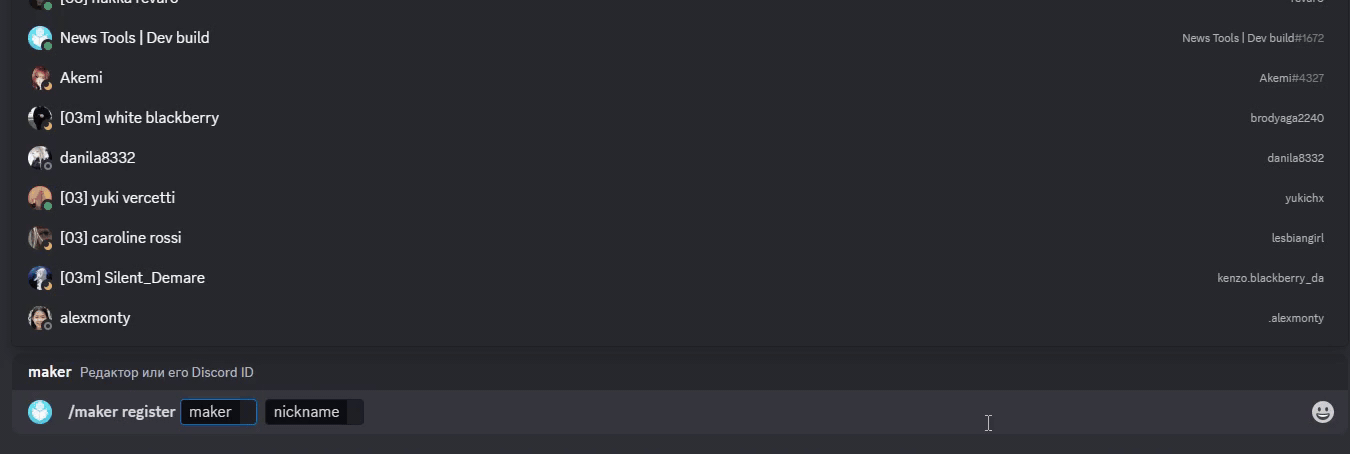 News Tools | Dev build News Tools | Dev build#1672
Akemi Akemi#4327
[03m] white blackberry brodyaga2240
danila8332 danila8332
[03] yuki vercetti yukichx
[03] caroline rossi lesbiangirl
[03m] Silent_Demare kenzo.blackberry_da
alexmonty .alexmonty
maker Редактор или его Discord ID
/maker register maker nickname